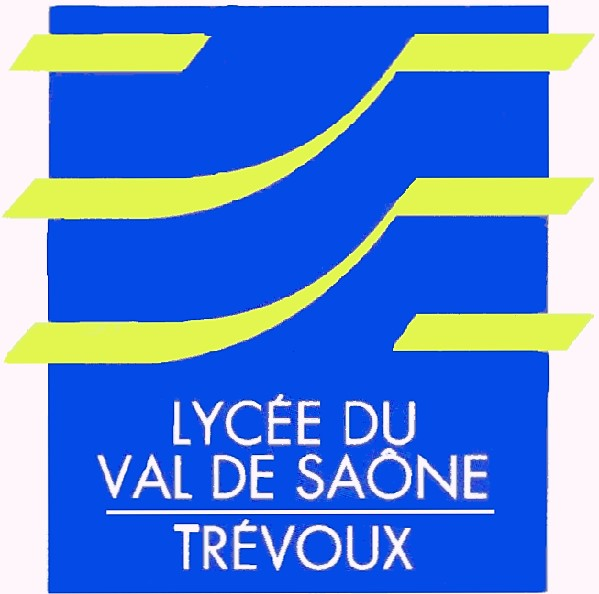 LYCÉE DU
VAL DE SAÔNE
TRÉVOUX